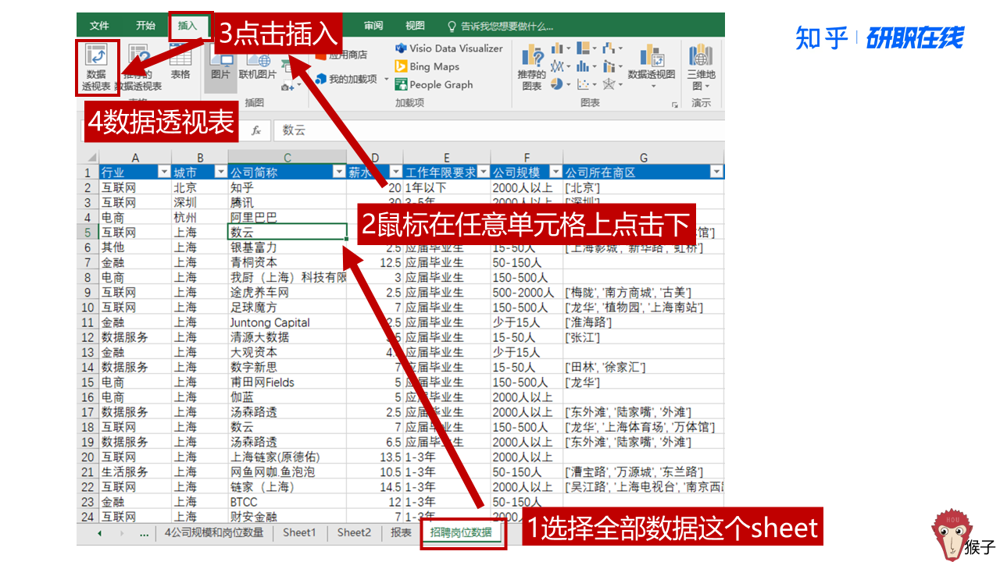 文件 开始 插入 审阅 视图 告诉我您想要做什么...
3点击插入
知乎 | 研职在线
数据透视表
数据透视表
表格
图片
联机图片
应用商店
我的加载项
Visio Data Visualizer
Bing Maps
People Graph
推荐的图表
数据透视图
三维地图
插图 加载项 图表 演示
4数据透视表
fx 数云
A B C D E F G
1 行业 城市 公司简称 薪水 工作年限要求 公司规模 公司所在商区
2 互联网 北京 知乎 20 1年以下 2000人以上 ['北京']
3 互联网 深圳 腾讯 30 3-5年 2000人以上 ['深圳']
4 电商 杭州 阿里巴巴
2鼠标在任意单元格上点击下
5 互联网 上海 数云 馆']
6 其他 上海 银基富力 2.5 应届毕业生 15-50人 ['上海影城', '新华路', '虹桥']
7 金融 上海 青桐资本 12.5 应届毕业生 50-150人
8 电商 上海 我厨（上海）科技有限 3 应届毕业生 150-500人
9 互联网 上海 途虎养车网 2.5 应届毕业生 500-2000人 ['梅陇', '南方商城', '古美']
10 互联网 上海 足球魔方 7 应届毕业生 150-500人 ['龙华', '植物园', '上海南站']
11 金融 上海 Juntong Capital 2.5 应届毕业生 少于15人 ['淮海路']
12 数据服务 上海 清源大数据 应届毕业生 15-50人 ['张江']
13 金融 上海 大观资本 应届毕业生 少于15人
14 数据服务 上海 数字新思 7 应届毕业生 15-50人 ['田林', '徐家汇']
15 电商 上海 甫田网Fields 5 应届毕业生 150-500人 ['龙华']
16 电商 上海 伽蓝 5 应届毕业生 2000人以上
17 数据服务 上海 汤森路透 2.5 应届毕业生 2000人以上 ['东外滩', '陆家嘴', '外滩']
18 互联网 上海 数云 7 应届毕业生 150-500人 ['龙华', '上海体育场', '万体馆']
19 数据服务 上海 汤森路透 6.5 应届毕业生 2000人以上 ['东外滩', '陆家嘴', '外滩']
20 互联网 上海 上海链家(原德佑) 13.5 1-3年 2000人以上
21 生活服务 上海 网鱼网咖.鱼泡泡 10.5 1-3年 50-150人 ['漕宝路', '万源城', '东兰路']
22 互联网 上海 链家（上海） 14.5 1-3年 2000人以上 ['吴江路', '上海电视台', '南京西
23 金融 上海 BTCC 12 1-3年 50-150人
24 互联网 上海 财安金融 7 1-3年 2000人
1选择全部数据这个sheet
... 4公司规模和岗位数量 Sheet1 Sheet2 报表 招聘岗位数据
HOU
猴子